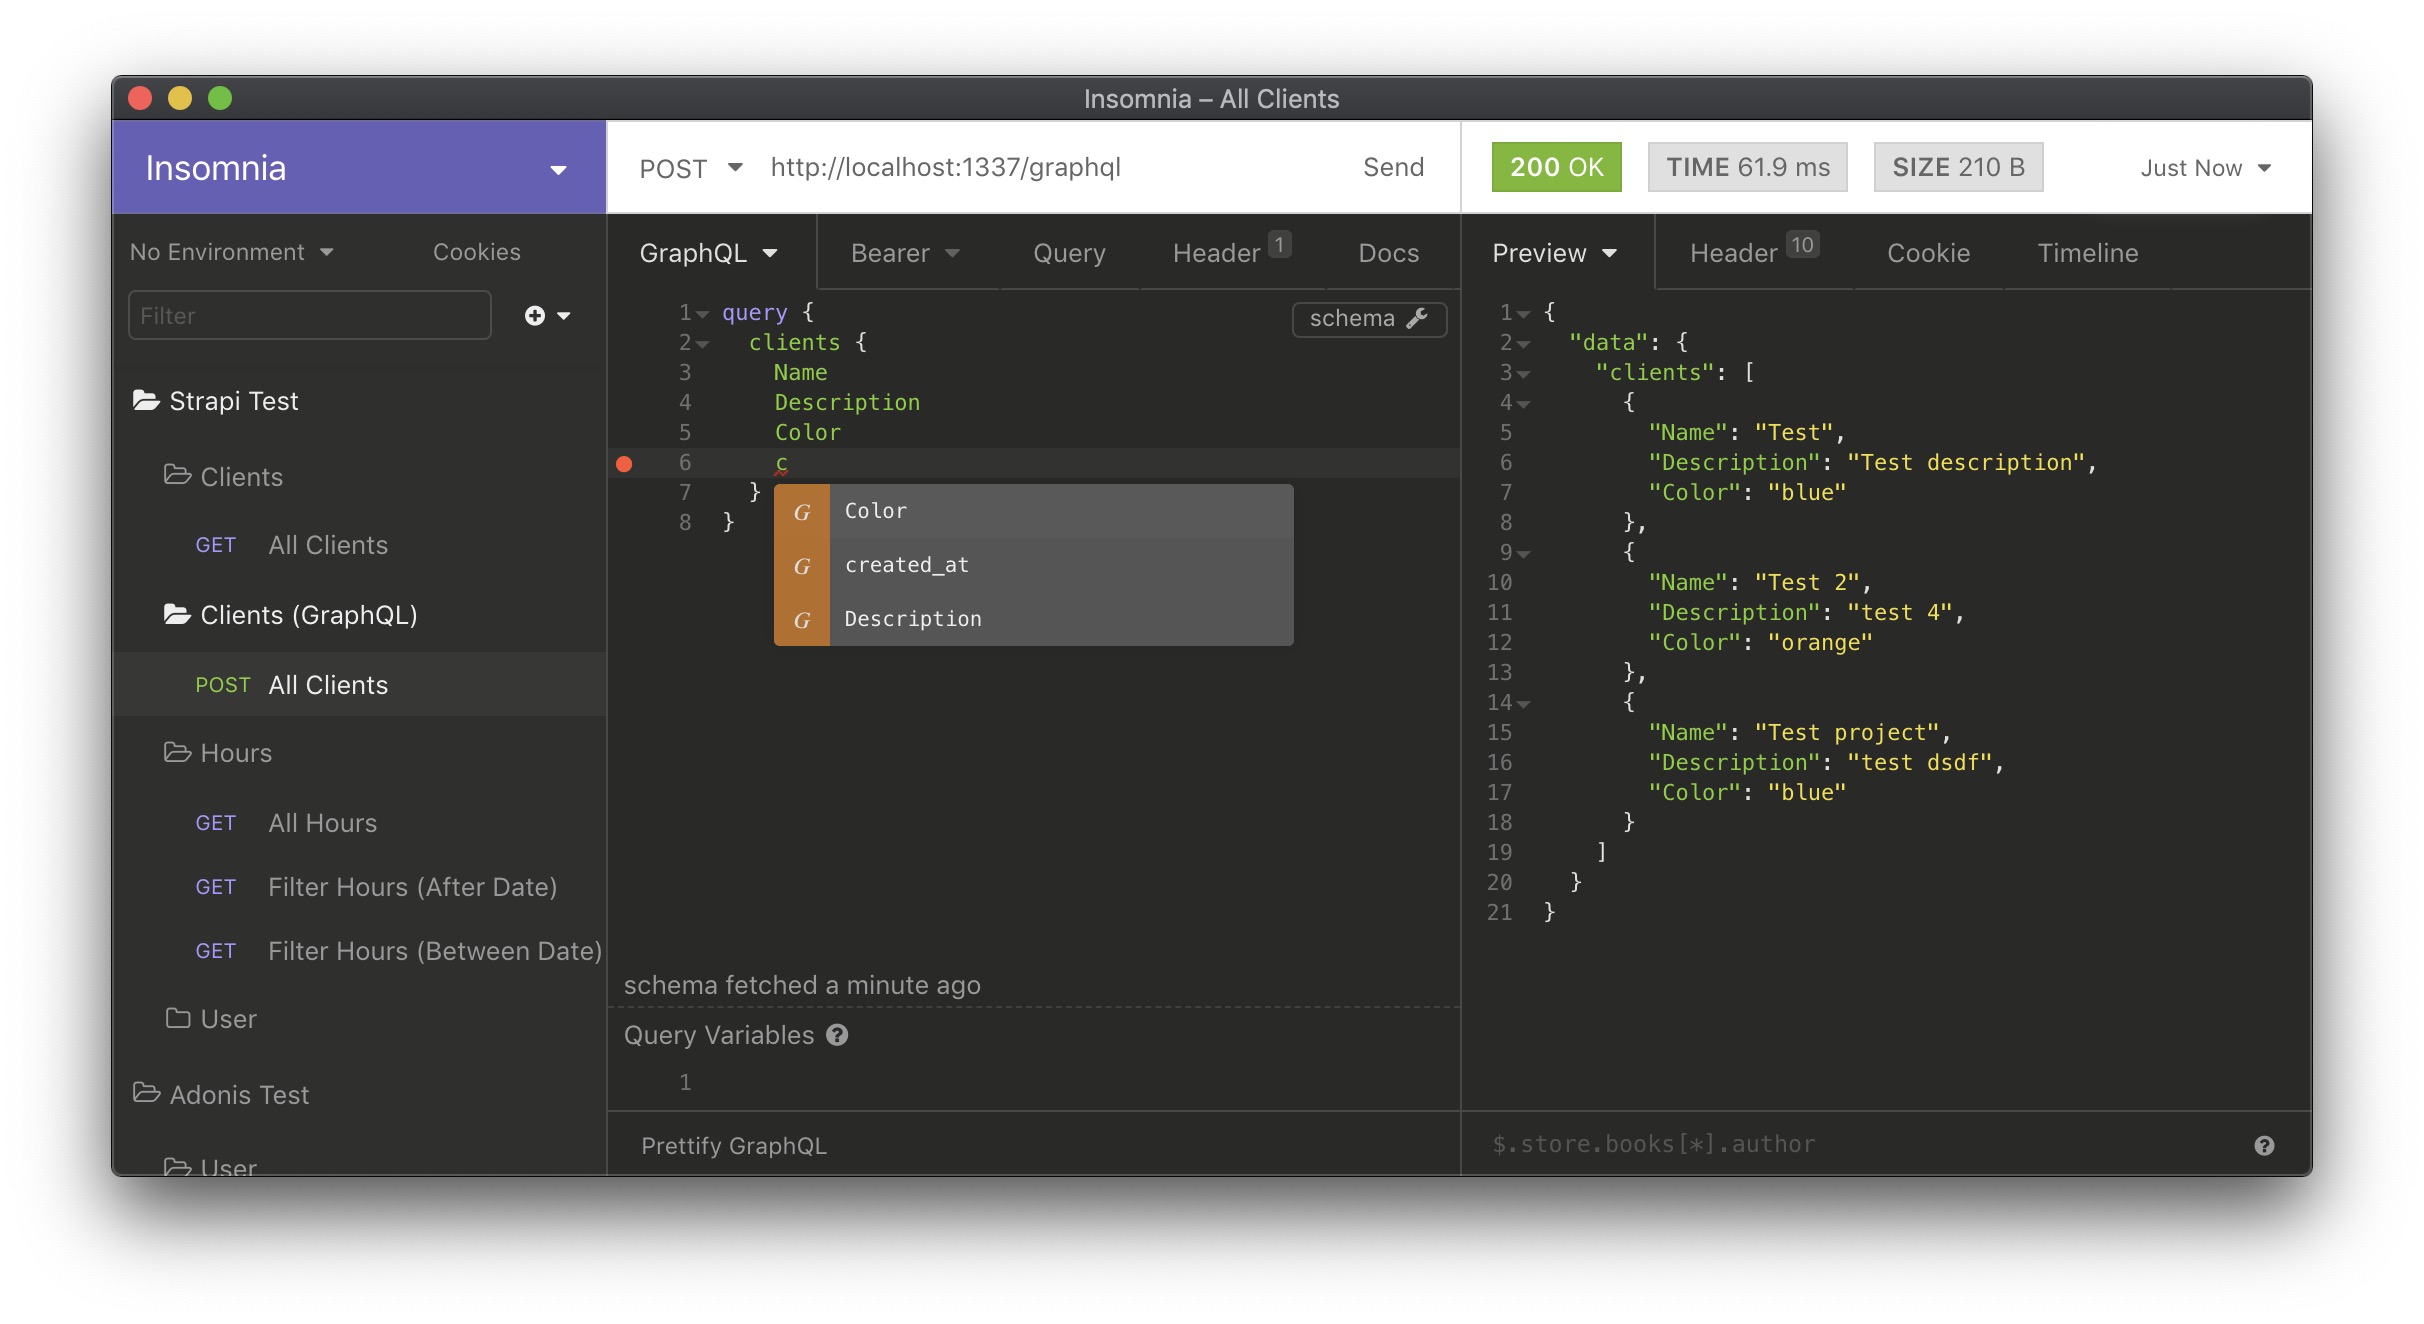 Insomnia – All Clients
Insomnia
POST http://localhost:1337/graphql Send
200 OK TIME 61.9 ms SIZE 210 B Just Now
No Environment Cookies
Filter
Strapi Test
Clients
GET All Clients
Clients (GraphQL)
POST All Clients
Hours
GET All Hours
GET Filter Hours (After Date)
GET Filter Hours (Between Date)
User
Adonis Test
User
GraphQL Bearer Query Header 1 Docs
schema
1 query {
2 clients {
3 Name
4 Description
5 Color
6 c
7 }
8 }
G Color
G created_at
G Description
schema fetched a minute ago
Query Variables ?
1
Prettify GraphQL
Preview Header 10 Cookie Timeline
1 {
2 "data": {
3 "clients": [
4 {
5 "Name": "Test",
6 "Description": "Test description",
7 "Color": "blue"
8 },
9 {
10 "Name": "Test 2",
11 "Description": "test 4",
12 "Color": "orange"
13 },
14 {
15 "Name": "Test project",
16 "Description": "test dsdf",
17 "Color": "blue"
18 }
19 ]
20 }
21 }
$.store.books[*].author ?